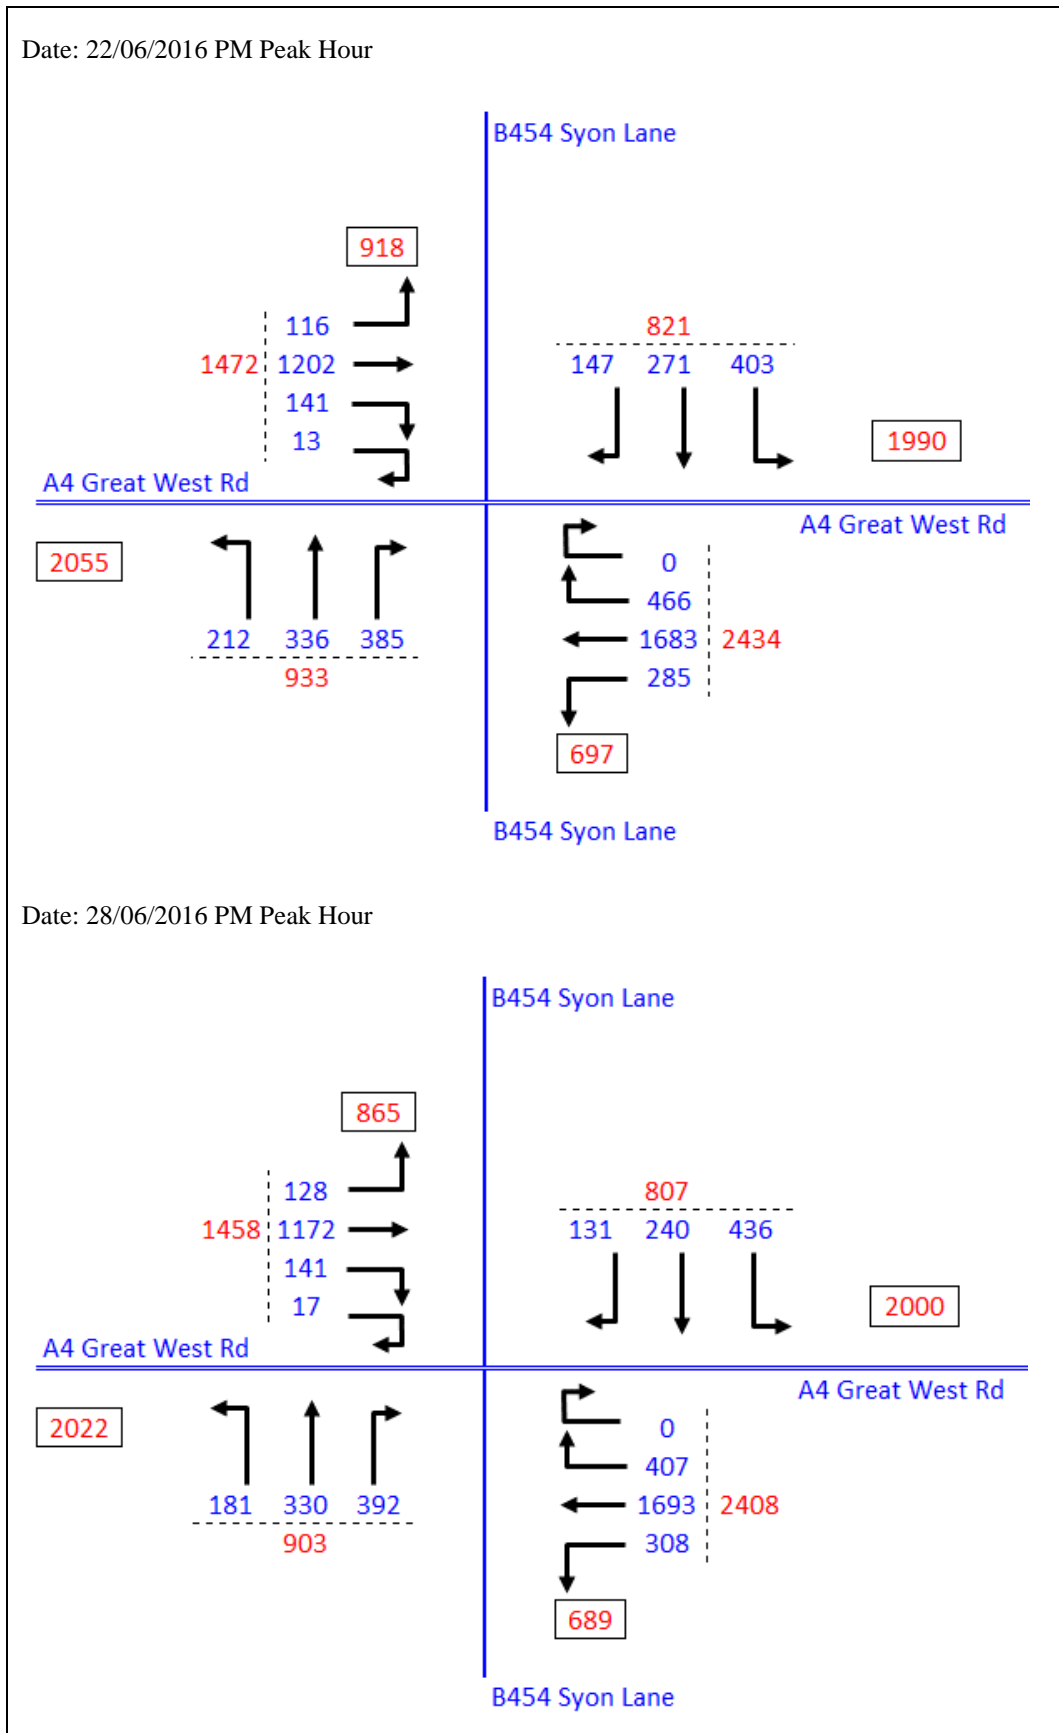 Date: 22/06/2016 PM Peak Hour
B454 Syon Lane
918
116
821
1472 1202
147 271 403
141
13
1990
A4 Great West Rd
A4 Great West Rd
2055
0
466
212 336 385
1683 2434
933
285
697
B454 Syon Lane
Date: 28/06/2016 PM Peak Hour
B454 Syon Lane
865
128
807
1458 1172
131 240 436
141
17
2000
A4 Great West Rd
A4 Great West Rd
2022
0
407
181 330 392
1693 2408
903
308
689
B454 Syon Lane